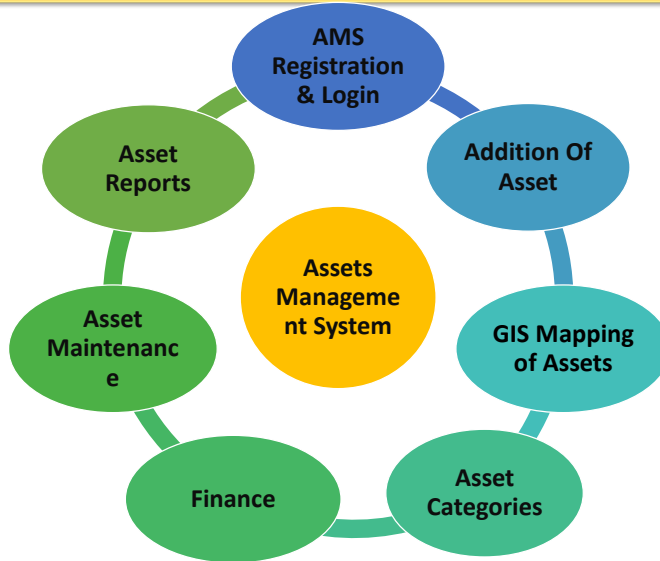 AMS
Registration
& Login
Addition Of
Asset
GIS Mapping
of Assets
Asset
Categories
Finance
Asset
Maintenanc
e
Asset
Reports
Assets
Manageme
nt System